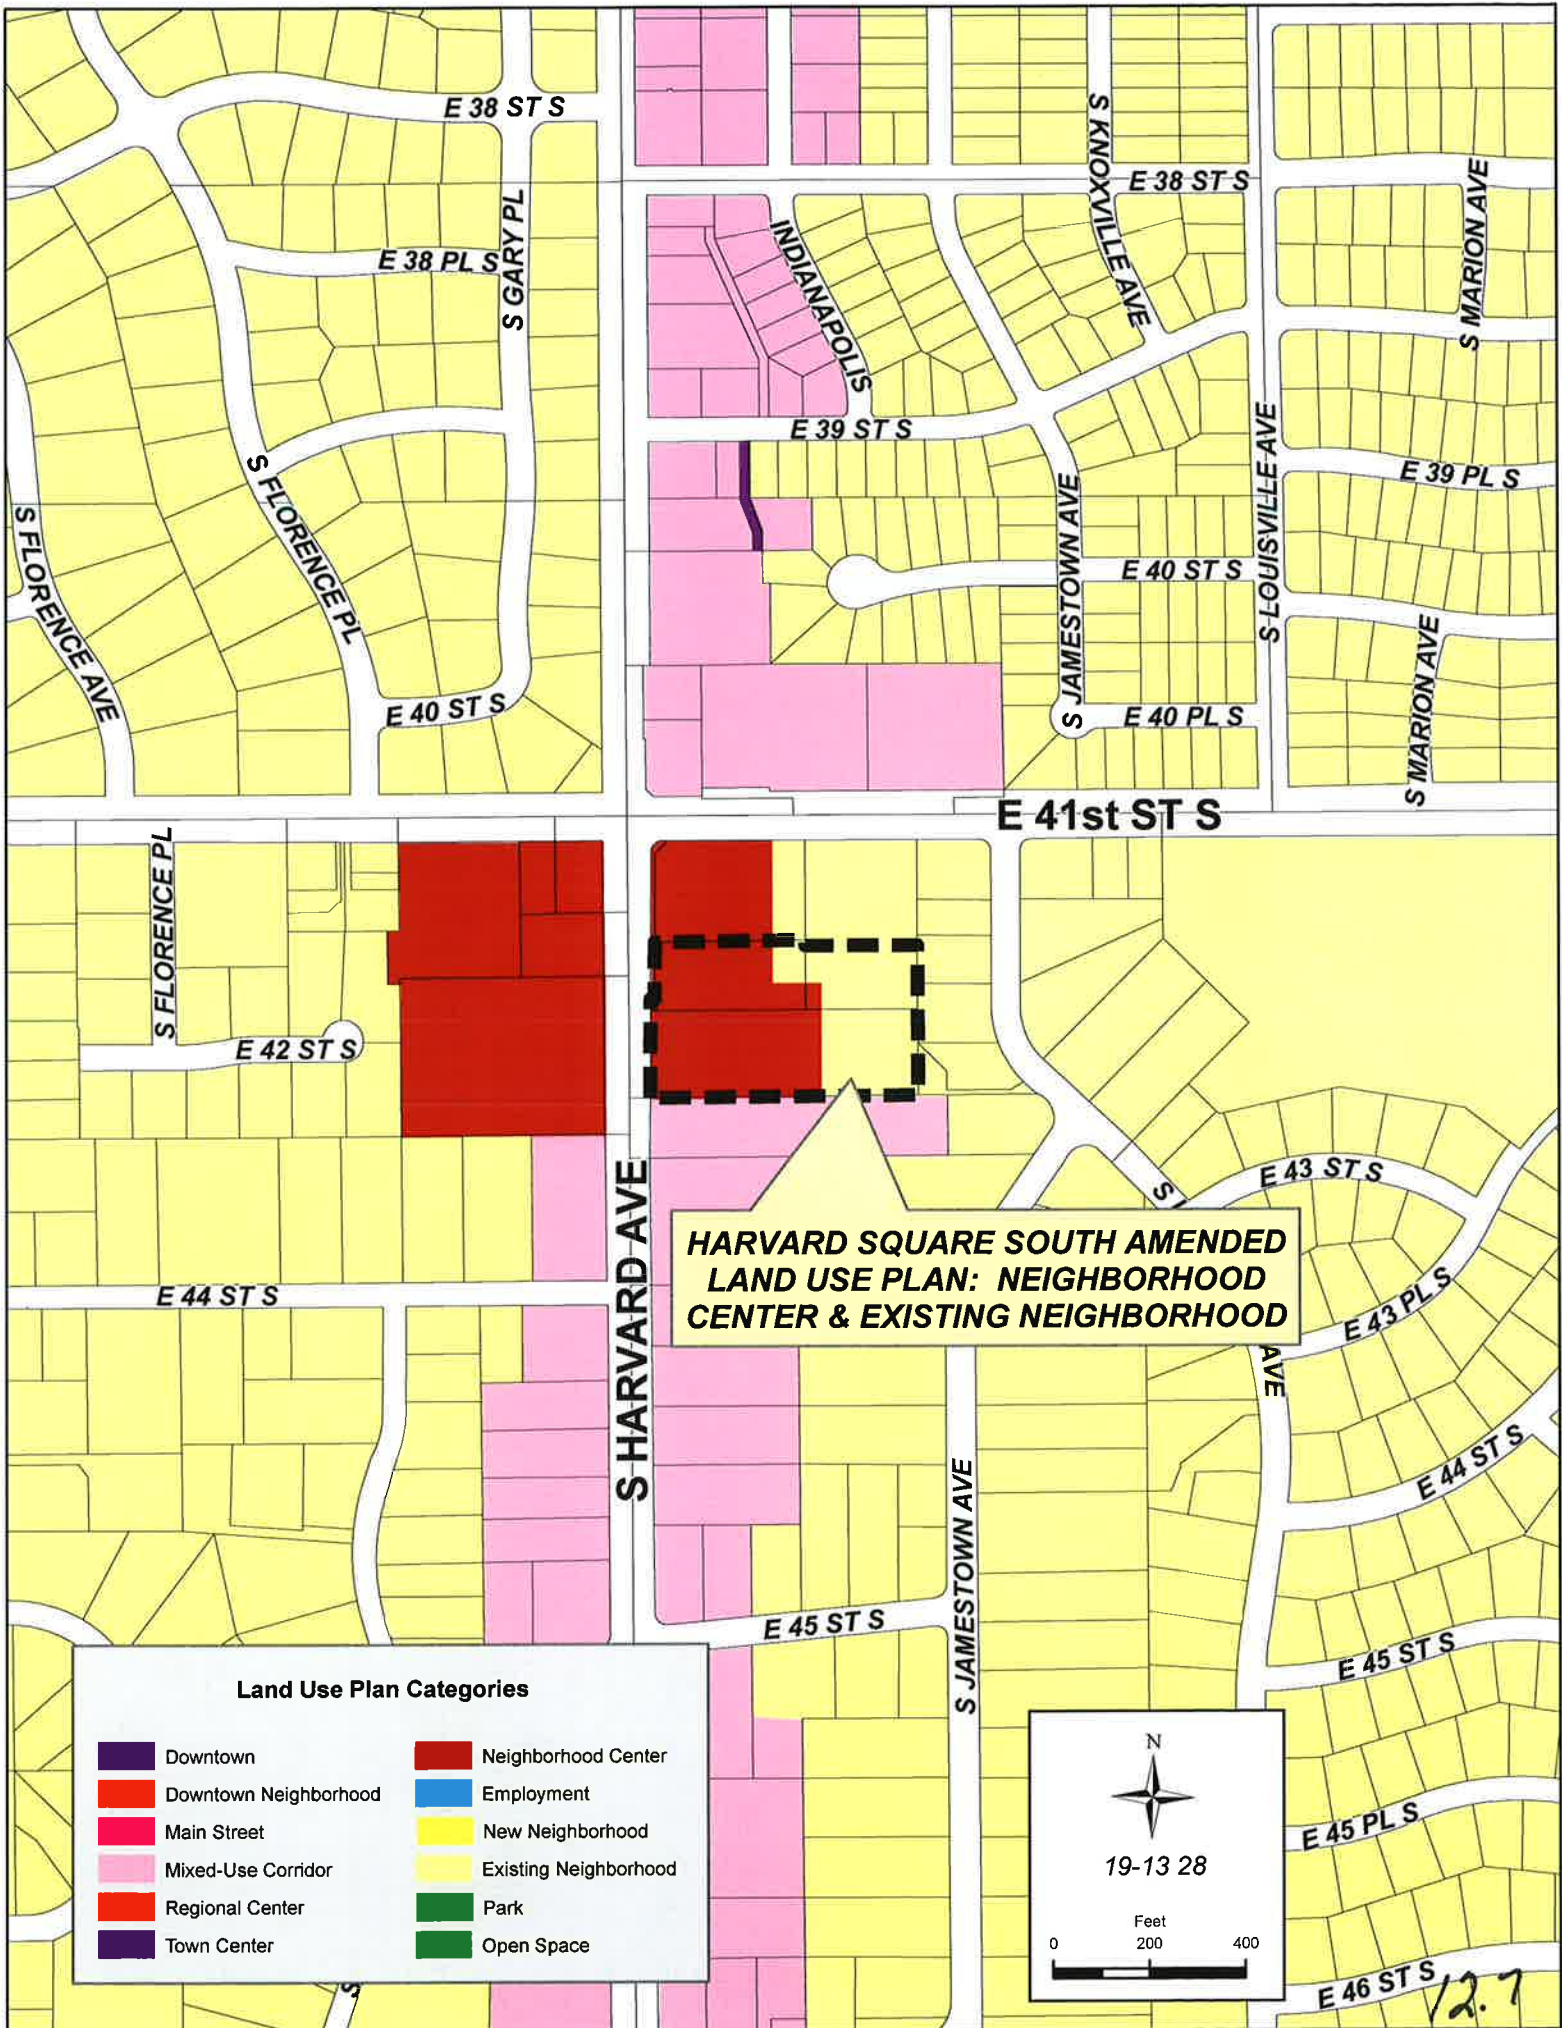 E 38 ST S
S KNOXVILLE AVE
E 38 ST S
S MARION AVE
S GARY PL
E 38 PL S
INDIANAPOLIS
E 39 ST S
S LOUISVILLE AVE
E 39 PL S
S FLORENCE PL
S FLORENCE AVE
S JAMESTOWN AVE
E 40 ST S
S MARION AVE
E 40 ST S
E 40 PL S
E 41st ST S
S FLORENCE PL
E 42 ST S
S HARVARD AVE
E 43 ST S
S
HARVARD SQUARE SOUTH AMENDED
LAND USE PLAN: NEIGHBORHOOD
CENTER & EXISTING NEIGHBORHOOD
E 44 ST S
E 43 PL S
AVE
E 44 ST S
S JAMESTOWN AVE
E 45 ST S
E 45 ST S
Land Use Plan Categories
Downtown
Downtown Neighborhood
Main Street
Mixed-Use Corridor
Regional Center
Town Center
Neighborhood Center
Employment
New Neighborhood
Existing Neighborhood
Park
Open Space
S
N
19-13 28
Feet
0 200 400
E 45 PL S
E 46 ST S
12.7